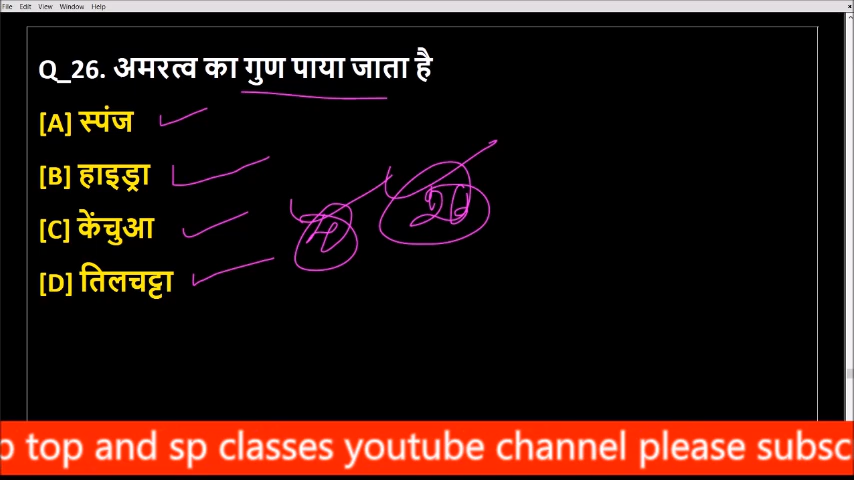 File Edit View Window Help
Q_26. अमरत्व का गुण पाया जाता है
[A] स्पंज
[B] हाइड्रा
[C] केंचुआ
[D] तिलचट्टा
top and sp classes youtube channel please subsc